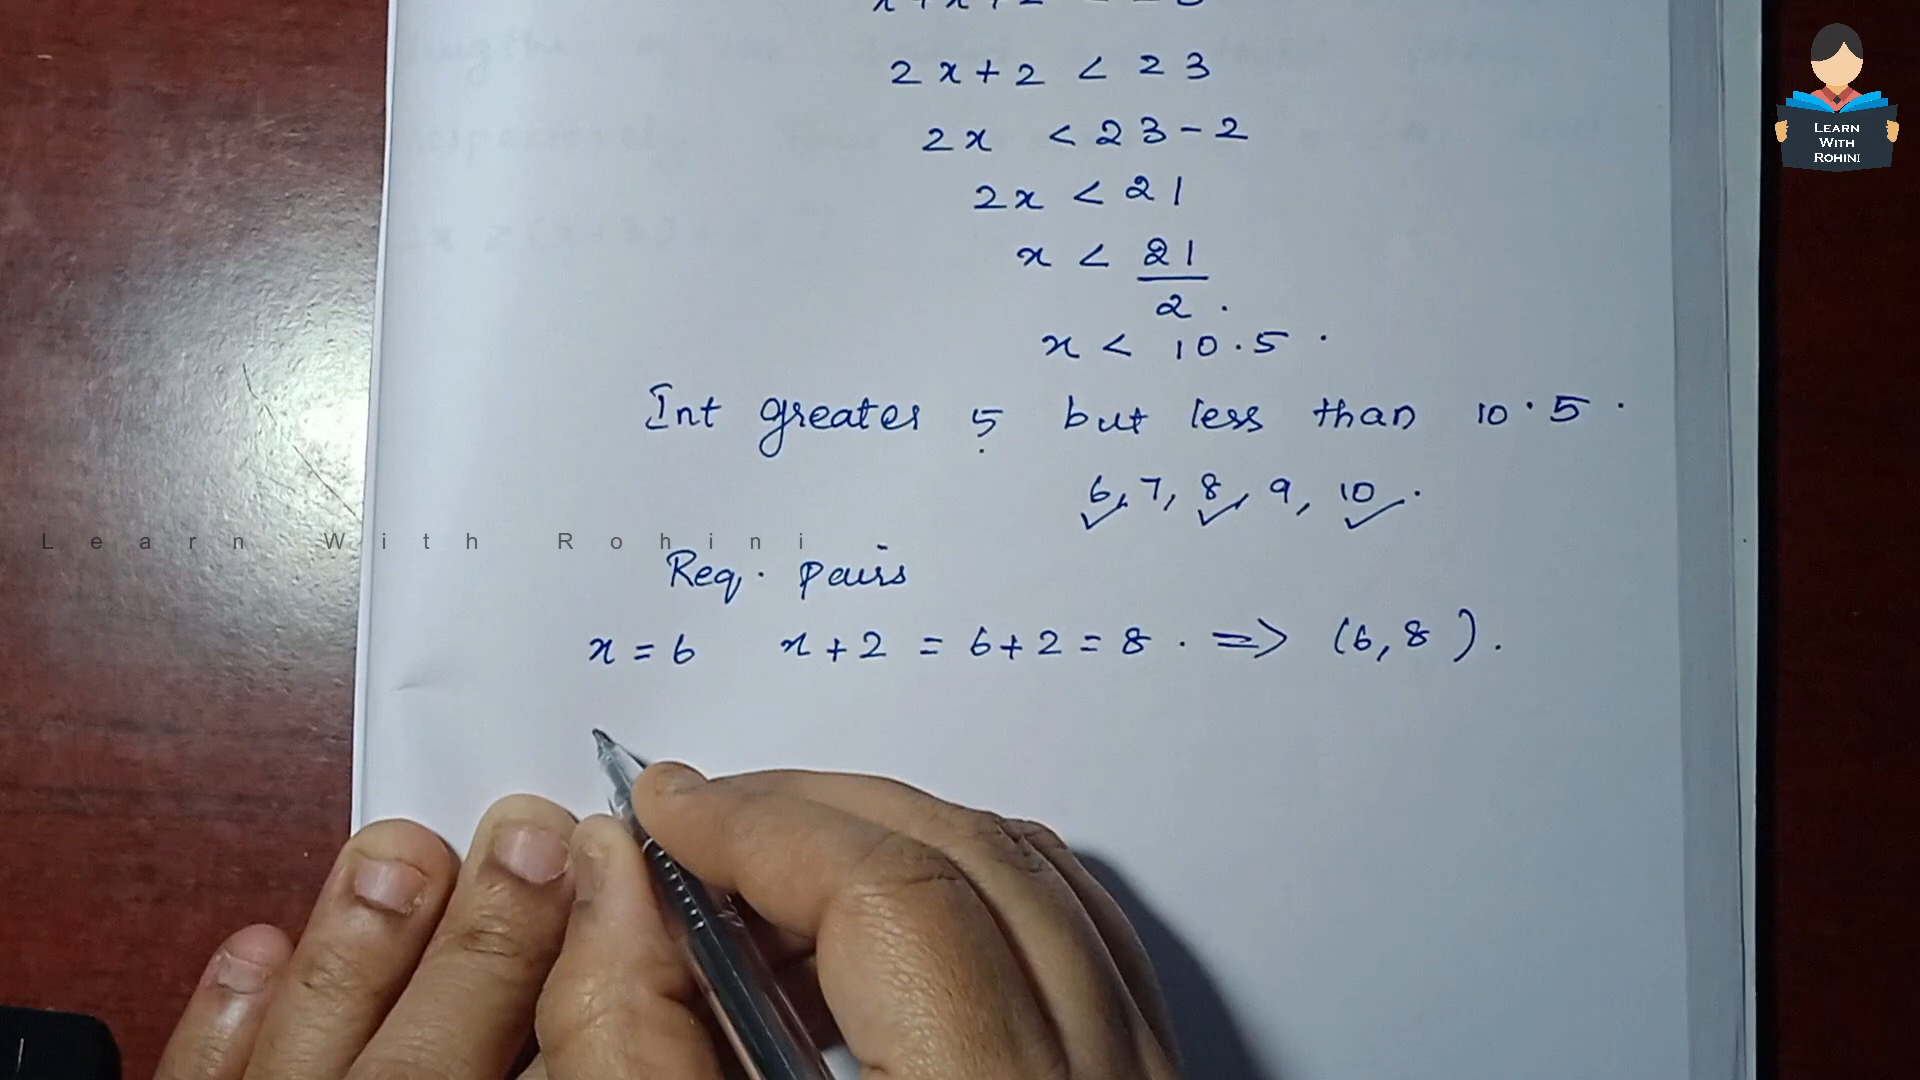 2x+2 < 23
2x < 23-2
2x < 21
x < 21
2 .
x < 10.5 .
Int greater 5 but less than 10.5 .
6, 7, 8, 9, 10 .
Req. pairs
x = 6 x+2 = 6+2 = 8 . => (6, 8 ) .
Learn With Rohini
LEARN
WITH
ROHINI